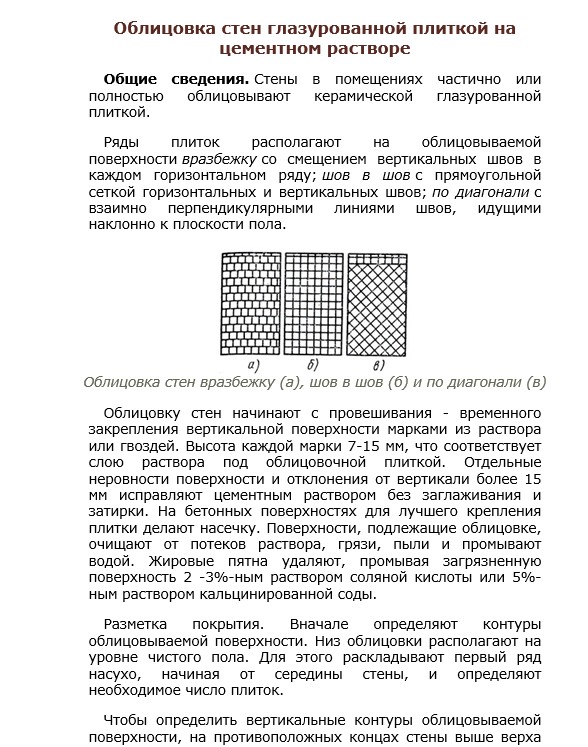 Облицовка стен глазурованной плиткой на
цементном растворе
Общие сведения. Стены в помещениях частично или
полностью облицовывают керамической глазурованной
плиткой.
Ряды плиток располагают на облицовываемой
поверхности вразбежку со смещением вертикальных швов в
каждом горизонтальном ряду; шов в шов с прямоугольной
сеткой горизонтальных и вертикальных швов; по диагонали с
взаимно перпендикулярными линиями швов, идущими
наклонно к плоскости пола.
а) б) в)
Облицовка стен вразбежку (а), шов в шов (б) и по диагонали (в)
Облицовку стен начинают с провешивания - временного
закрепления вертикальной поверхности марками из раствора
или гвоздей. Высота каждой марки 7-15 мм, что соответствует
слою раствора под облицовочной плиткой. Отдельные
неровности поверхности и отклонения от вертикали более 15
мм исправляют цементным раствором без заглаживания и
затирки. На бетонных поверхностях для лучшего крепления
плитки делают насечку. Поверхности, подлежащие облицовке,
очищают от потеков раствора, грязи, пыли и промывают
водой. Жировые пятна удаляют, промывая загрязненную
поверхность 2 -3%-ным раствором соляной кислоты или 5%-
ным раствором кальцинированной соды.
Разметка покрытия. Вначале определяют контуры
облицовываемой поверхности. Низ облицовки располагают на
уровне чистого пола. Для этого раскладывают первый ряд
насухо, начиная от середины стены, и определяют
необходимое число плиток.
Чтобы определить вертикальные контуры облицовываемой
поверхности, на противоположных концах стены выше верха